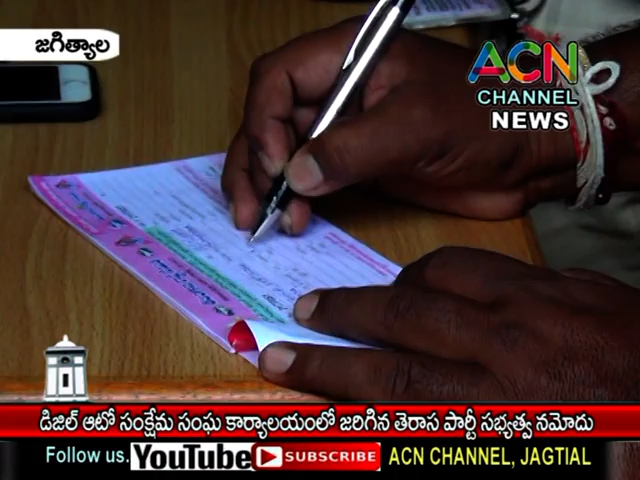 జగిత్యాల
ACN
CHANNEL
NEWS
డిజిల్ ఆటో సంక్షేమ సంఘ కార్యాలయంలో జరిగిన తెరాస పార్టీ సభ్యత్వ నమోదు
Follow us. YouTube SUBSCRIBE ACN CHANNEL, JAGTIAL